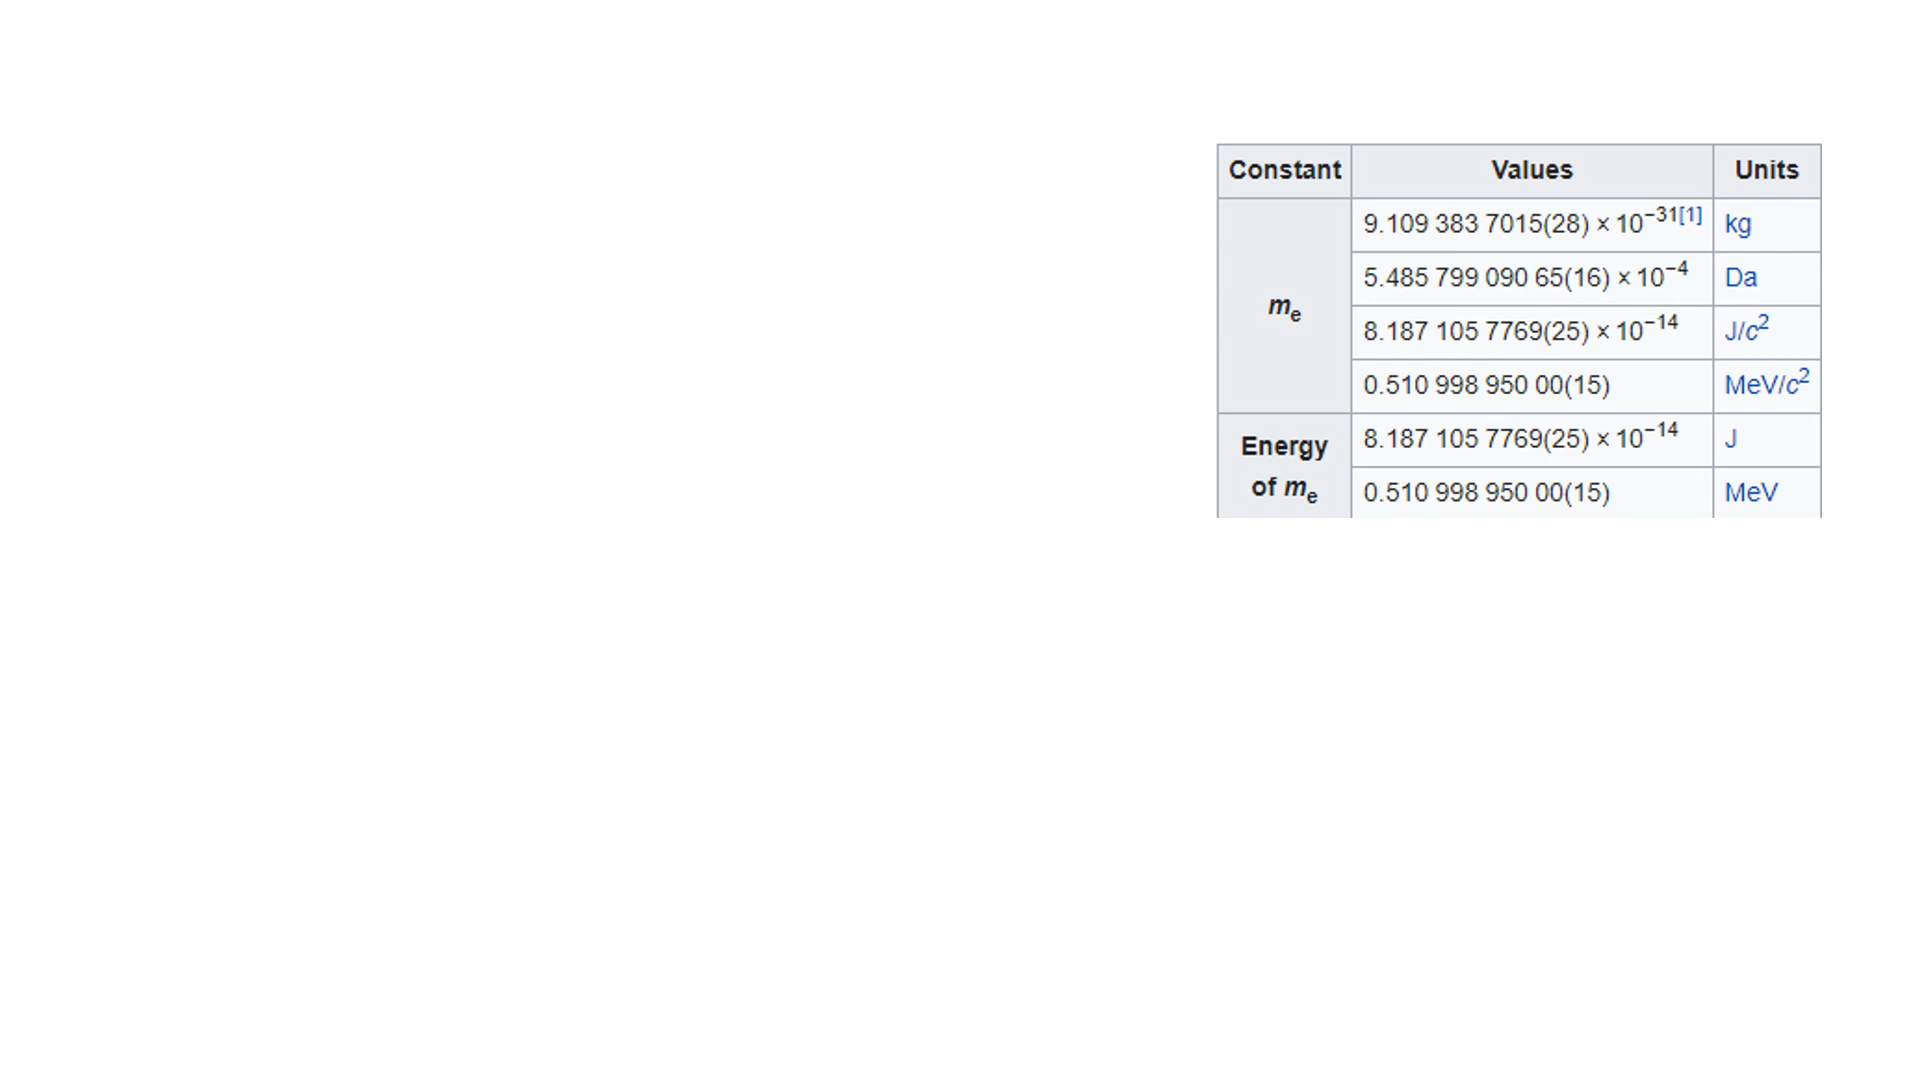 Constant Values Units
mₑ
9.109 383 7015(28) × 10⁻³¹[1] kg
5.485 799 090 65(16) × 10⁻⁴ Da
8.187 105 7769(25) × 10⁻¹⁴ J/c²
0.510 998 950 00(15) MeV/c²
Energy
of mₑ
8.187 105 7769(25) × 10⁻¹⁴ J
0.510 998 950 00(15) MeV